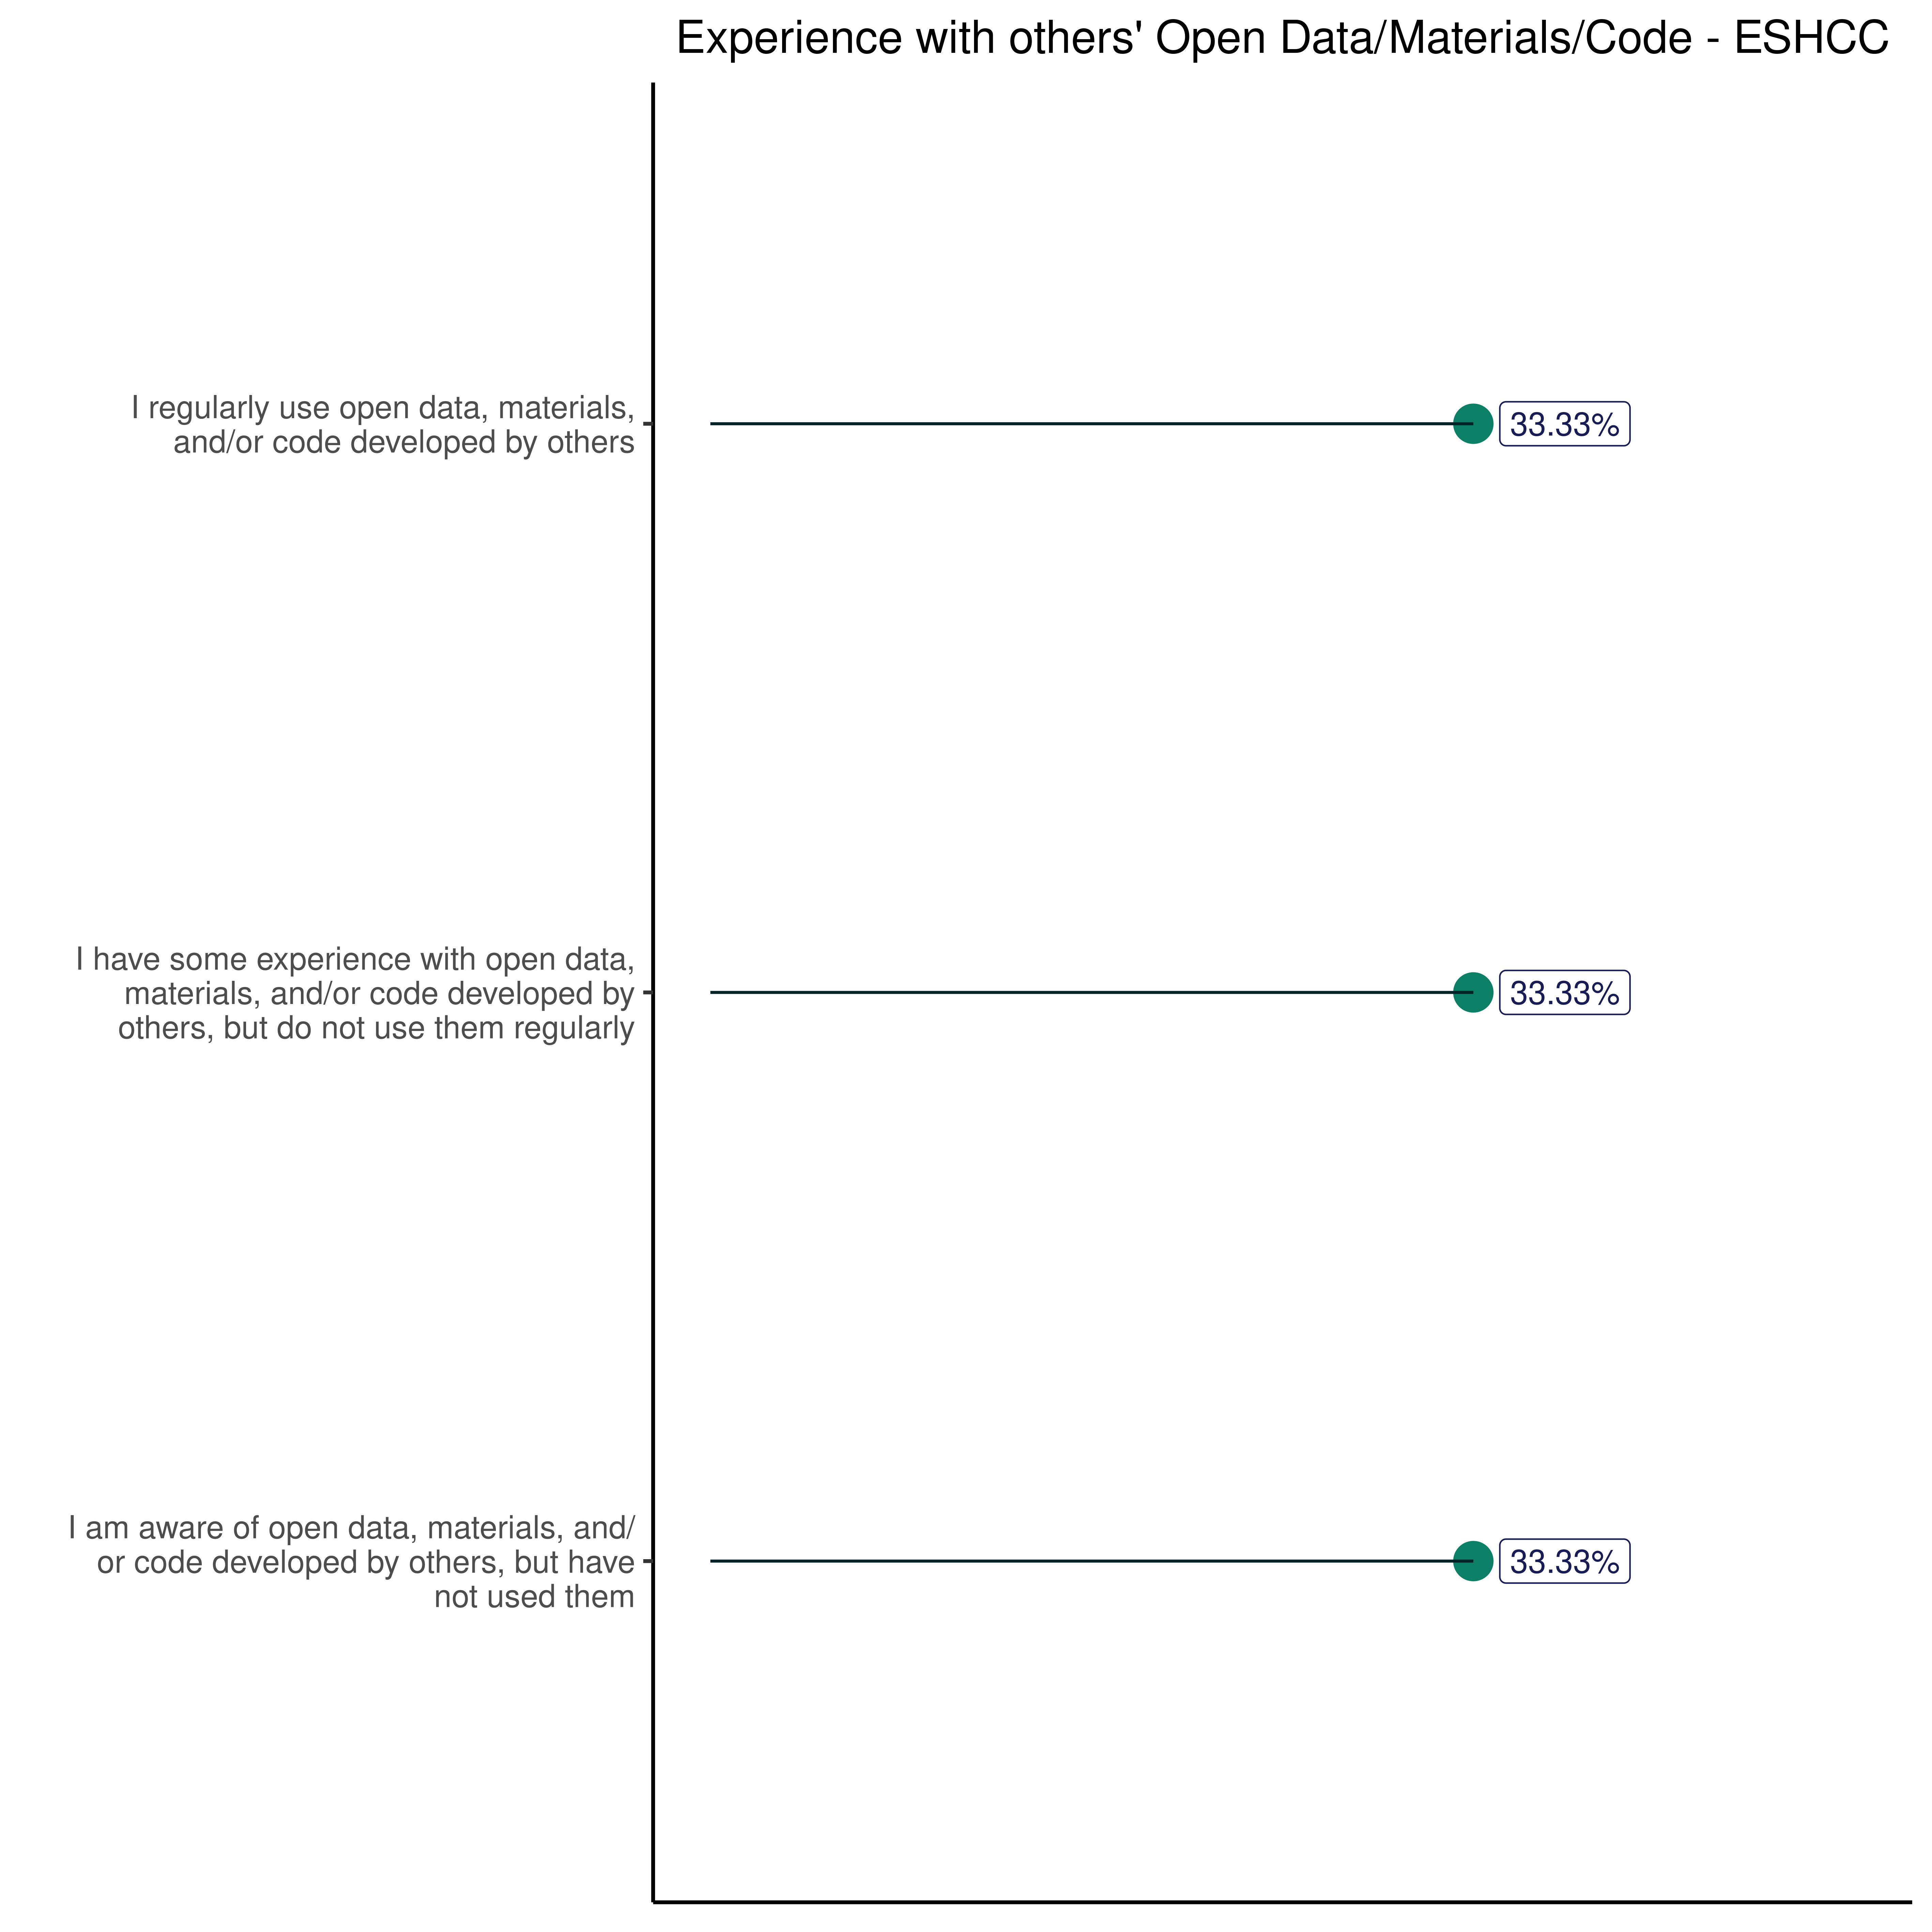 Experience with others' Open Data/Materials/Code - ESHCC
I regularly use open data, materials,
and/or code developed by others
33.33%
I have some experience with open data,
materials, and/or code developed by
others, but do not use them regularly
33.33%
I am aware of open data, materials, and/
or code developed by others, but have
not used them
33.33%